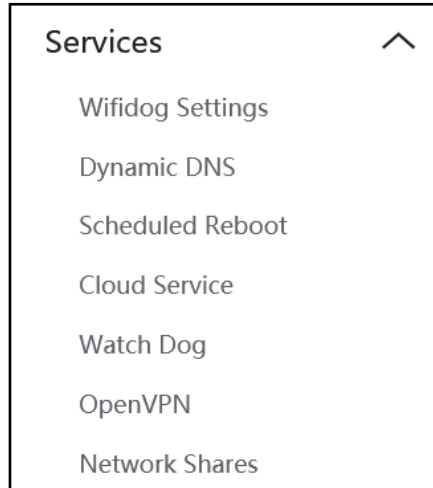 Services
Wifidog Settings
Dynamic DNS
Scheduled Reboot
Cloud Service
Watch Dog
OpenVPN
Network Shares